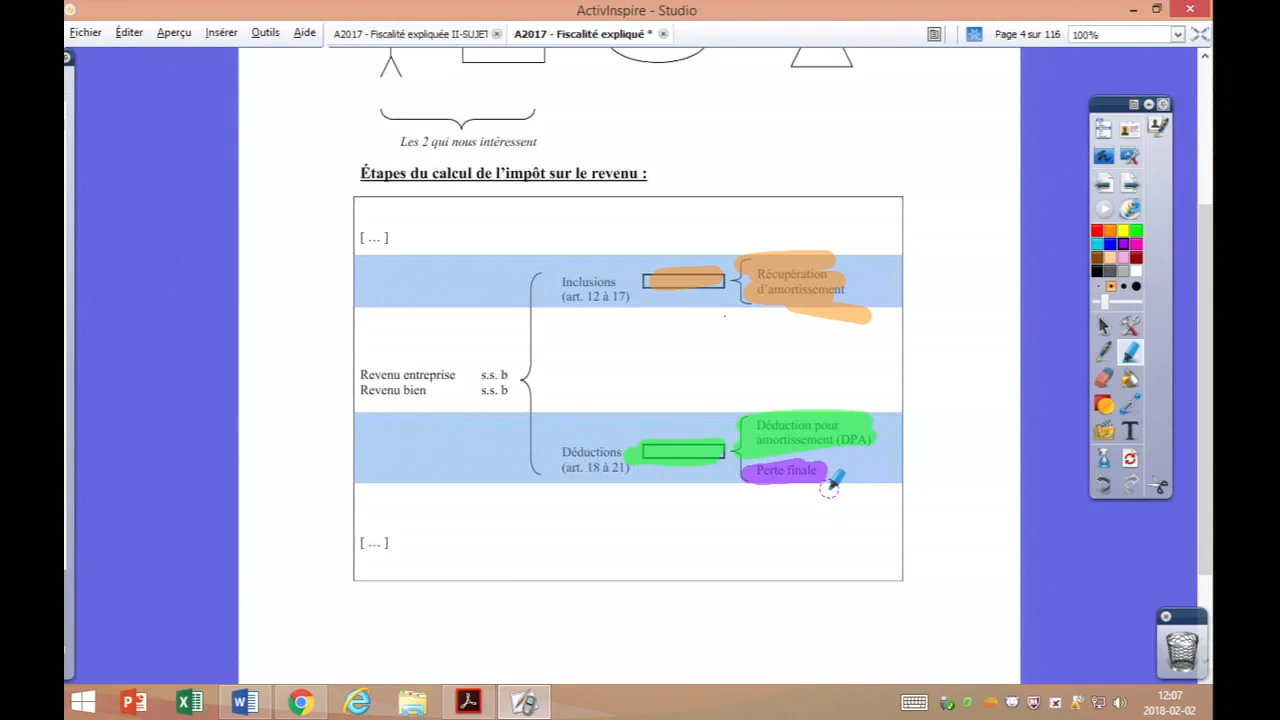 ActivInspire - Studio
Fichier Éditer Aperçu Insérer Outils Aide
A2017 - Fiscalité expliquée II-SUJET
A2017 - Fiscalité expliqué *
Page 4 sur 116
100%
Les 2 qui nous intéressent
Étapes du calcul de l’impôt sur le revenu :
[ … ]
Inclusions
(art. 12 à 17)
Récupération
d’amortissement
Revenu entreprise s.s. b
Revenu bien s.s. b
Déductions
(art. 18 à 21)
Déduction pour
amortissement (DPA)
Perte finale
[ … ]
12:07
2018-02-02